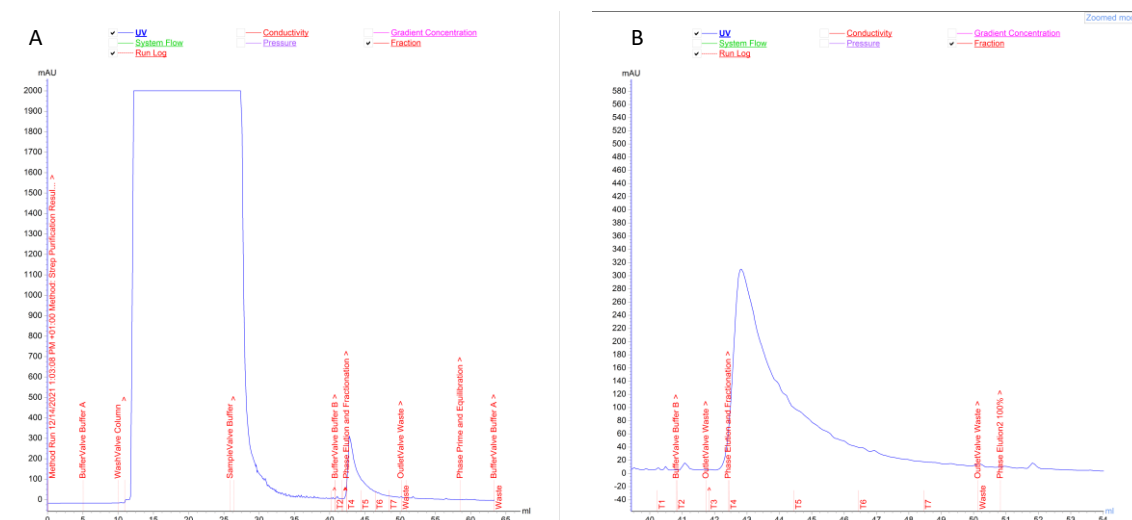 A
UV
Conductivity
Gradient Concentration
System Flow
Pressure
Fraction
Run Log
mAU
2000
1900
1800
1700
1600
1500
1400
1300
1200
1100
1000
900
800
700
600
500
400
300
200
100
0
Method Run 12/14/2021 1:03:08 PM +01:00 Method: Strep Purification Resul... >
BufferValve Buffer A
WashValve Column >
SampleValve Buffer >
BufferValve Buffer B >
Phase Elution and Fractionation >
OutletValve Waste >
Phase Prime and Equilibration >
BufferValve Buffer A >
T2
T4
T5
T6
T7
Waste
Waste
0
5
10
15
20
25
30
35
40
45
50
55
60
65
ml
Zoomed mo
B
UV
Conductivity
Gradient Concentration
System Flow
Pressure
Fraction
Run Log
mAU
580
560
540
520
500
480
460
440
420
400
380
360
340
320
300
280
260
240
220
200
180
160
140
120
100
80
60
40
20
0
-20
-40
BufferValve Buffer B >
OutletValve Waste >
Phase Elution and Fractionation >
OutletValve Waste >
Phase Elution2 100% >
T1
T2
T3
T4
T5
T6
T7
Waste
40
41
42
43
44
45
46
47
48
49
50
51
52
53
54
ml